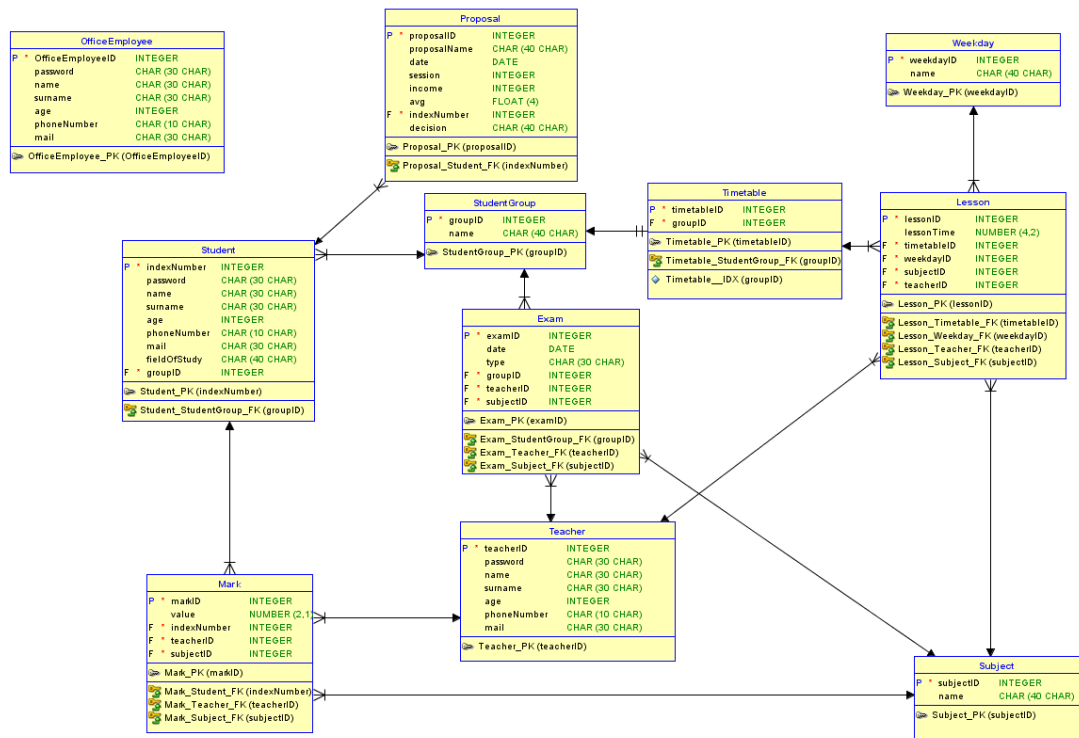 OfficeEmployee
P * OfficeEmployeeID INTEGER
password CHAR (30 CHAR)
name CHAR (30 CHAR)
surname CHAR (30 CHAR)
age INTEGER
phoneNumber CHAR (10 CHAR)
mail CHAR (30 CHAR)
OfficeEmployee_PK (OfficeEmployeeID)
Proposal
P * proposalID INTEGER
proposalName CHAR (40 CHAR)
date DATE
session INTEGER
income INTEGER
avg FLOAT (4)
F * indexNumber INTEGER
decision CHAR (40 CHAR)
Proposal_PK (proposalID)
Proposal_Student_FK (indexNumber)
Weekday
P * weekdayID INTEGER
name CHAR (40 CHAR)
Weekday_PK (weekdayID)
StudentGroup
P * groupID INTEGER
name CHAR (40 CHAR)
StudentGroup_PK (groupID)
Timetable
P * timetableID INTEGER
F * groupID INTEGER
Timetable_PK (timetableID)
Timetable_StudentGroup_FK (groupID)
Timetable__IDX (groupID)
Lesson
P * lessonID INTEGER
lessonTime NUMBER (4,2)
F * timetableID INTEGER
F * weekdayID INTEGER
F * subjectID INTEGER
F * teacherID INTEGER
Lesson_PK (lessonID)
Lesson_Timetable_FK (timetableID)
Lesson_Weekday_FK (weekdayID)
Lesson_Teacher_FK (teacherID)
Lesson_Subject_FK (subjectID)
Student
P * indexNumber INTEGER
password CHAR (30 CHAR)
name CHAR (30 CHAR)
surname CHAR (30 CHAR)
age INTEGER
phoneNumber CHAR (10 CHAR)
mail CHAR (30 CHAR)
fieldOfStudy CHAR (40 CHAR)
F * groupID INTEGER
Student_PK (indexNumber)
Student_StudentGroup_FK (groupID)
Exam
P * examID INTEGER
date DATE
type CHAR (30 CHAR)
F * groupID INTEGER
F * teacherID INTEGER
F * subjectID INTEGER
Exam_PK (examID)
Exam_StudentGroup_FK (groupID)
Exam_Teacher_FK (teacherID)
Exam_Subject_FK (subjectID)
Teacher
P * teacherID INTEGER
password CHAR (30 CHAR)
name CHAR (30 CHAR)
surname CHAR (30 CHAR)
age INTEGER
phoneNumber CHAR (10 CHAR)
mail CHAR (30 CHAR)
Teacher_PK (teacherID)
Mark
P * markID INTEGER
value NUMBER (2,1)
F * indexNumber INTEGER
F * teacherID INTEGER
F * subjectID INTEGER
Mark_PK (markID)
Mark_Student_FK (indexNumber)
Mark_Teacher_FK (teacherID)
Mark_Subject_FK (subjectID)
Subject
P * subjectID INTEGER
name CHAR (40 CHAR)
Subject_PK (subjectID)